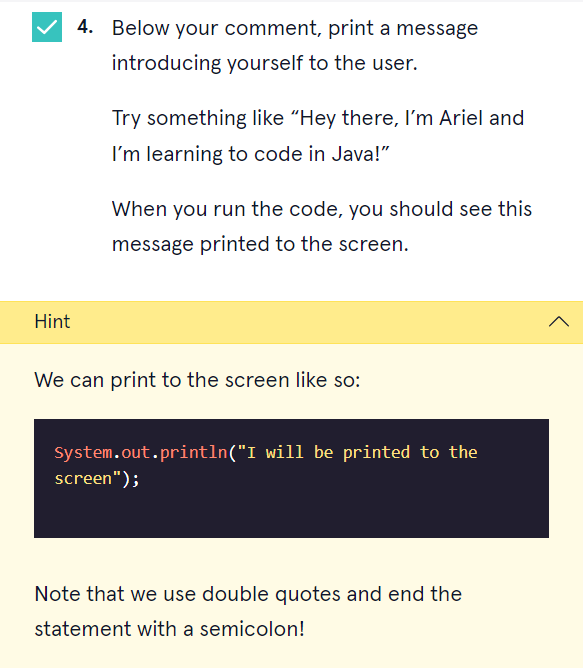 4. Below your comment, print a message
introducing yourself to the user.
Try something like “Hey there, I’m Ariel and
I’m learning to code in Java!”
When you run the code, you should see this
message printed to the screen.
Hint
We can print to the screen like so:
System.out.println("I will be printed to the
screen");
Note that we use double quotes and end the
statement with a semicolon!